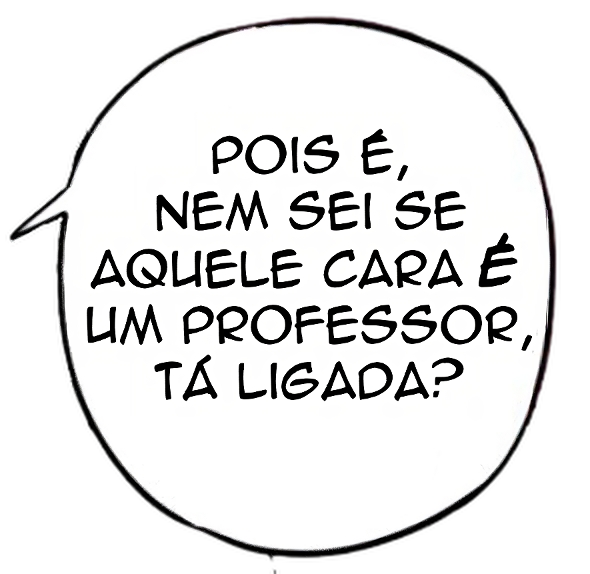 POIS É,
NEM SEI SE
AQUELE CARA É
UM PROFESSOR,
TÁ LIGADA?